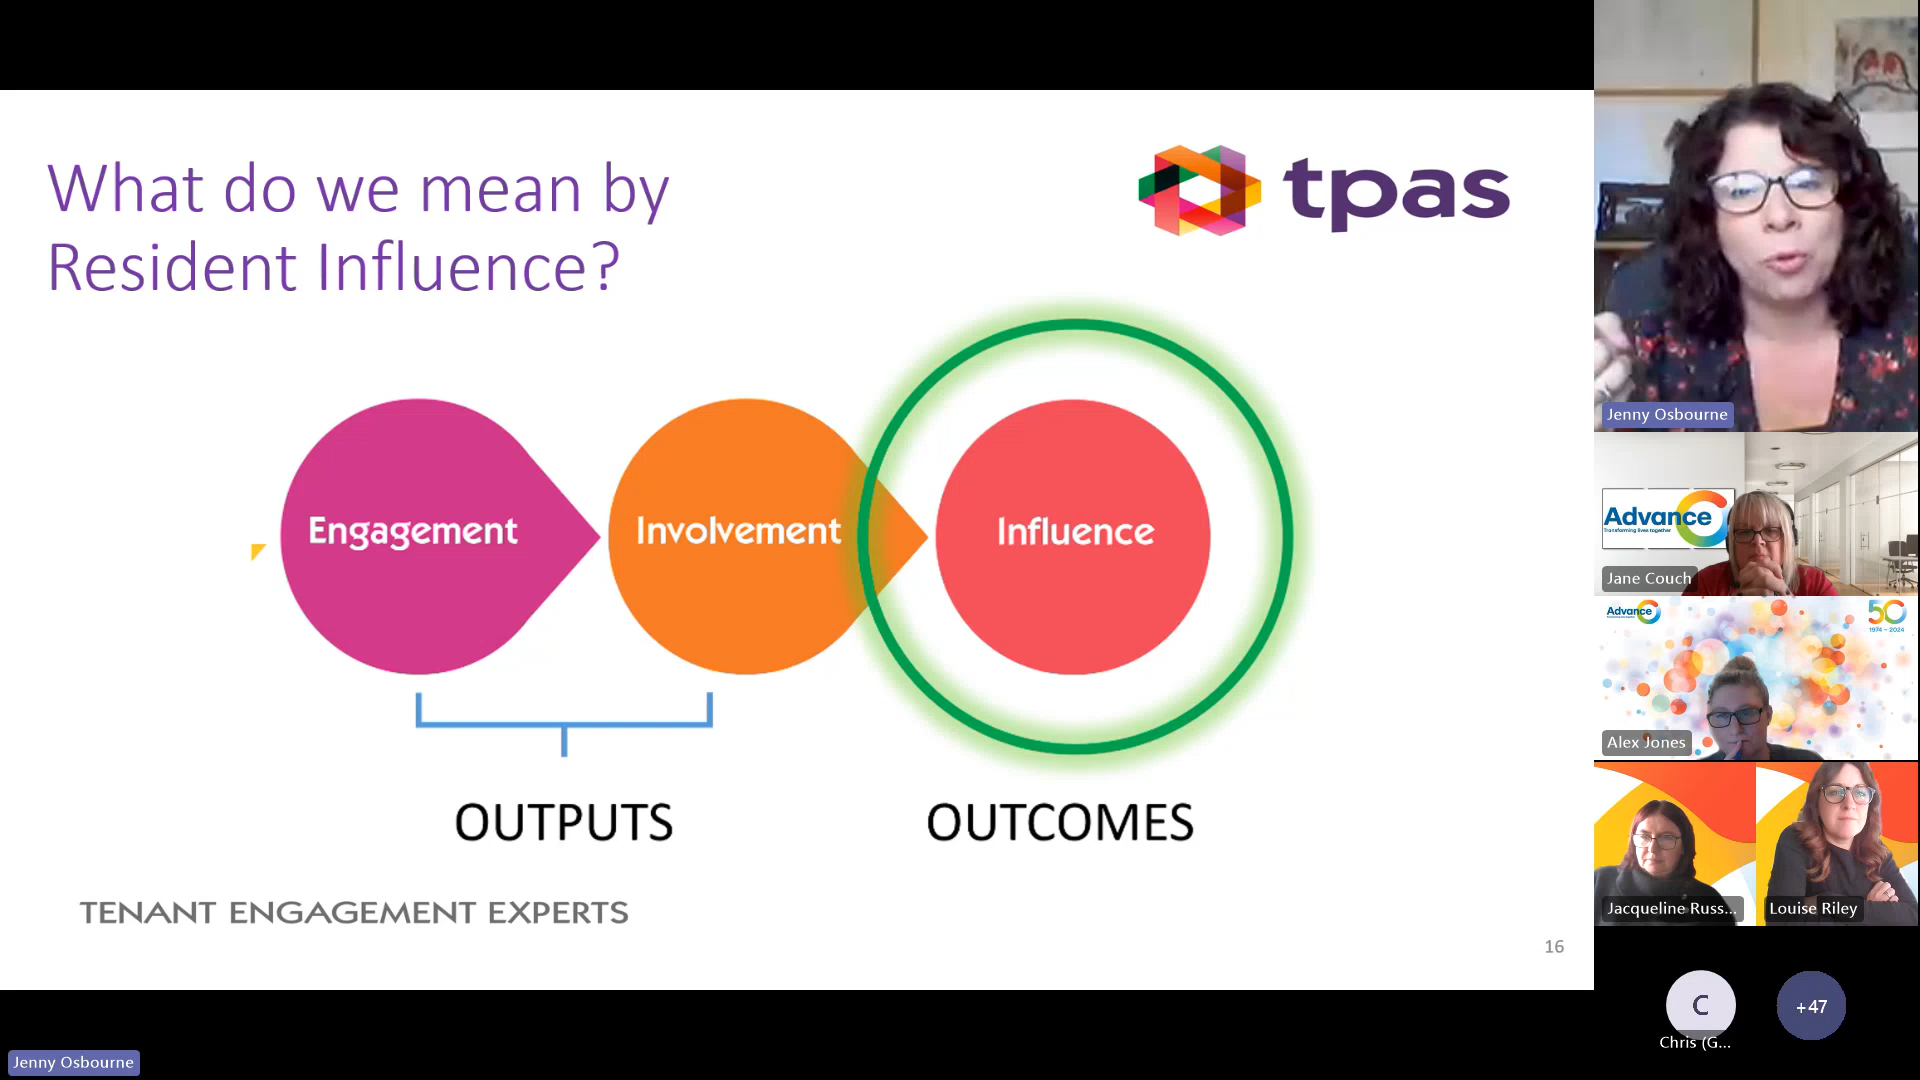 What do we mean by
Resident Influence?
tpas
Engagement
Involvement
Influence
OUTPUTS
OUTCOMES
TENANT ENGAGEMENT EXPERTS
16
Jenny Osbourne
Jenny Osbourne
Advance
Transforming lives together
Jane Couch
Advance
50
1974 – 2024
Alex Jones
Jacqueline Russ...
Louise Riley
C
Chris (G...
+47